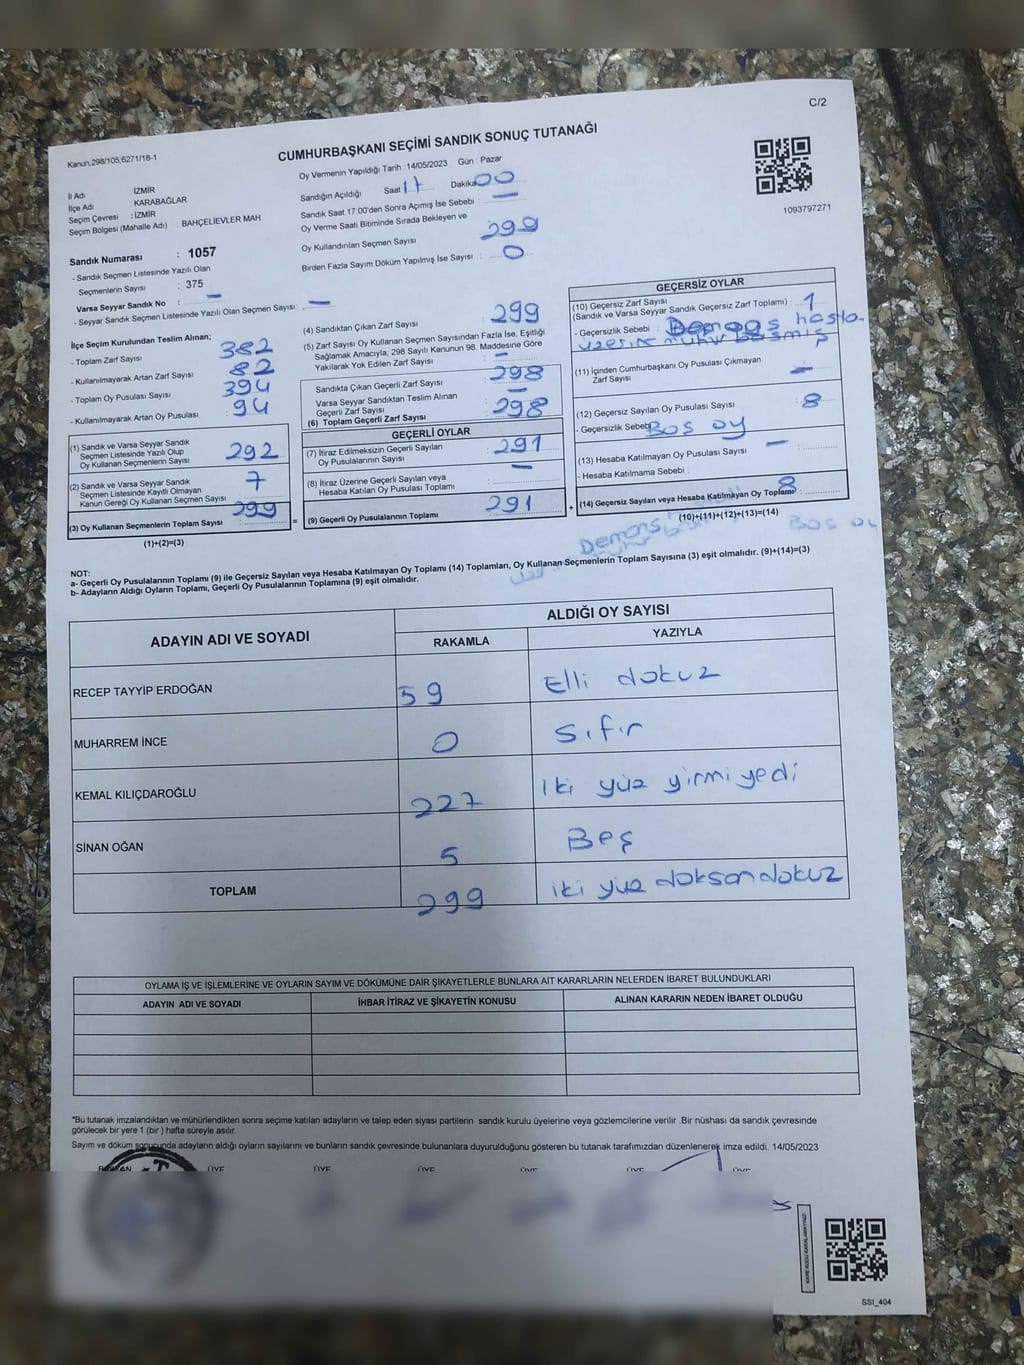 C/2
Kanun,298/105;6271/18-1
CUMHURBAŞKANI SEÇİMİ SANDIK SONUÇ TUTANAĞI
Oy Vermenin Yapıldığı Tarih : 14/05/2023 Gün : Pazar
İl Adı : İZMİR
İlçe Adı : KARABAĞLAR
Seçim Çevresi : İZMİR
Seçim Bölgesi (Mahalle Adı) : BAHÇELİEVLER MAH.
Sandığın Açıldığı Saat 17 Dakika 00
Sandık Saat 17:00'den Sonra Açımış İse Sebebi : —
Oy Verme Saati Bitiminde Sırada Bekleyen ve
Oy Kullandırılan Seçmen Sayısı : 299
Birden Fazla Sayım Döküm Yapılmış İse Sayısı : 0
1093797271
Sandık Numarası : 1057
- Sandık Seçmen Listesinde Yazılı Olan
Seçmenlerin Sayısı : 375
Varsa Seyyar Sandık No : —
- Seyyar Sandık Seçmen Listesinde Yazılı Olan Seçmen Sayısı: —
İlçe Seçim Kurulundan Teslim Alınan;
- Toplam Zarf Sayısı : 382
- Kullanılmayarak Artan Zarf Sayısı : 82
- Toplam Oy Pusulası Sayısı : 394
- Kullanılmayarak Artan Oy Pusulası : 94
(1) Sandık ve Varsa Seyyar Sandık
Seçmen Listesinde Yazılı Olup
Oy Kullanan Seçmenlerin Sayısı : 292
(2) Sandık ve Varsa Seyyar Sandık
Seçmen Listesinde Kayıtlı Olmayan
Kanun Gereği Oy Kullanan Seçmen Sayısı : 7
(3) Oy Kullanan Seçmenlerin Toplam Sayısı : 299
(1)+(2)=(3)
(4) Sandıktan Çıkan Zarf Sayısı : 299
(5) Zarf Sayısı Oy Kullanan Seçmen Sayısından Fazla İse, Eşitliği
Sağlamak Amacıyla, 298 Sayılı Kanunun 98. Maddesine Göre
Yakılarak Yok Edilen Zarf Sayısı : —
Sandıkta Çıkan Geçerli Zarf Sayısı : 298
Varsa Seyyar Sandıktan Teslim Alınan
Geçerli Zarf Sayısı : —
(6) Toplam Geçerli Zarf Sayısı : 298
GEÇERLİ OYLAR
(7) İtiraz Edilmeksizin Geçerli Sayılan
Oy Pusulalarının Sayısı : 291
(8) İtiraz Üzerine Geçerli Sayılan veya
Hesaba Katılan Oy Pusulası Toplamı : —
= (9) Geçerli Oy Pusulalarının Toplamı : 291
GEÇERSİZ OYLAR
(10) Geçersiz Zarf Sayısı
(Sandık ve Varsa Seyyar Sandık Geçersiz Zarf Toplamı) : 1
- Geçersizlik Sebebi : hasta
üzerine mühür basmış
(11) İçinden Cumhurbaşkanı Oy Pusulası Çıkmayan
Zarf Sayısı : —
(12) Geçersiz Sayılan Oy Pusulası Sayısı : 8
- Geçersizlik Sebebi : Bos oy
(13) Hesaba Katılmayan Oy Pusulası Sayısı : —
- Hesaba Katılmama Sebebi :
+ (14) Geçersiz Sayılan veya Hesaba Katılmayan Oy Toplamı : 8
(10)+(11)+(12)+(13)=(14)
Bos oy
NOT:
a- Geçerli Oy Pusulalarının Toplamı (9) ile Geçersiz Sayılan veya Hesaba Katılmayan Oy Toplamı (14) Toplamları, Oy Kullanan Seçmenlerin Toplam Sayısına (3) eşit olmalıdır. (9)+(14)=(3)
b- Adayların Aldığı Oyların Toplamı, Geçerli Oy Pusulalarının Toplamına (9) eşit olmalıdır.
ADAYIN ADI VE SOYADI
ALDIĞI OY SAYISI
RAKAMLA YAZIYLA
RECEP TAYYİP ERDOĞAN 59 Elli dokuz
MUHARREM İNCE 0 Sıfır
KEMAL KILIÇDAROĞLU 227 İki yüz yirmi yedi
SİNAN OĞAN 5 Beş
TOPLAM 299 iki yüz doksan dokuz
OYLAMA İŞ VE İŞLEMLERİNE VE OYLARIN SAYIM VE DÖKÜMÜNE DAİR ŞİKAYETLERLE BUNLARA AİT KARARLARIN NELERDEN İBARET BULUNDUKLARI
ADAYIN ADI VE SOYADI İHBAR İTİRAZ VE ŞİKAYETİN KONUSU ALINAN KARARIN NEDEN İBARET OLDUĞU
*Bu tutanak imzalandıktan ve mühürlendikten sonra seçime katılan adayların ve talep eden siyasi partilerin sandık kurulu üyelerine veya gözlemcilerine verilir .Bir nüshası da sandık çevresinde
görülecek bir yere 1 (bir ) hafta süreyle asılır.
Sayım ve döküm sonucunda adayların aldığı oyların sayılarını ve bunların sandık çevresinde bulunanlara duyurulduğunu gösteren bu tutanak tarafımızdan düzenlenerek imza edildi. 14/05/2023
ÜYE ÜYE ÜYE ÜYE ÜYE ÜYE
SSI_404